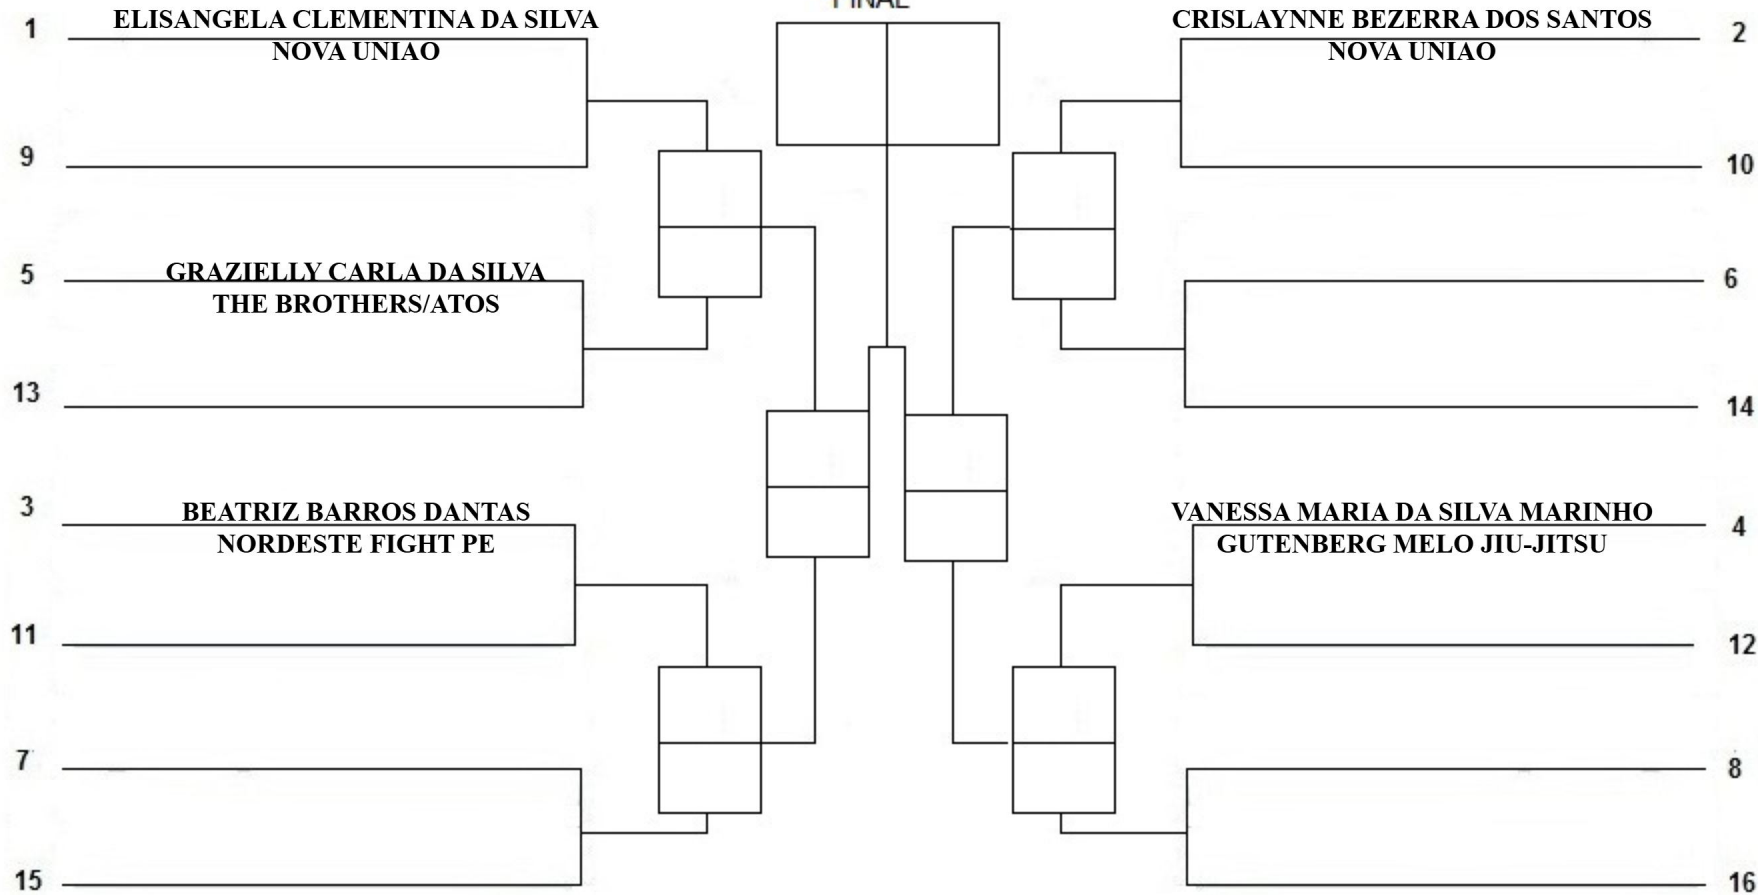 FINAL
1 ELISANGELA CLEMENTINA DA SILVA
NOVA UNIAO
9
5 GRAZIELLY CARLA DA SILVA
THE BROTHERS/ATOS
13
3 BEATRIZ BARROS DANTAS
NORDESTE FIGHT PE
11
7
15
CRISLAYNNE BEZERRA DOS SANTOS 2
NOVA UNIAO
10
6
14
VANESSA MARIA DA SILVA MARINHO 4
GUTENBERG MELO JIU-JITSU
12
8
16